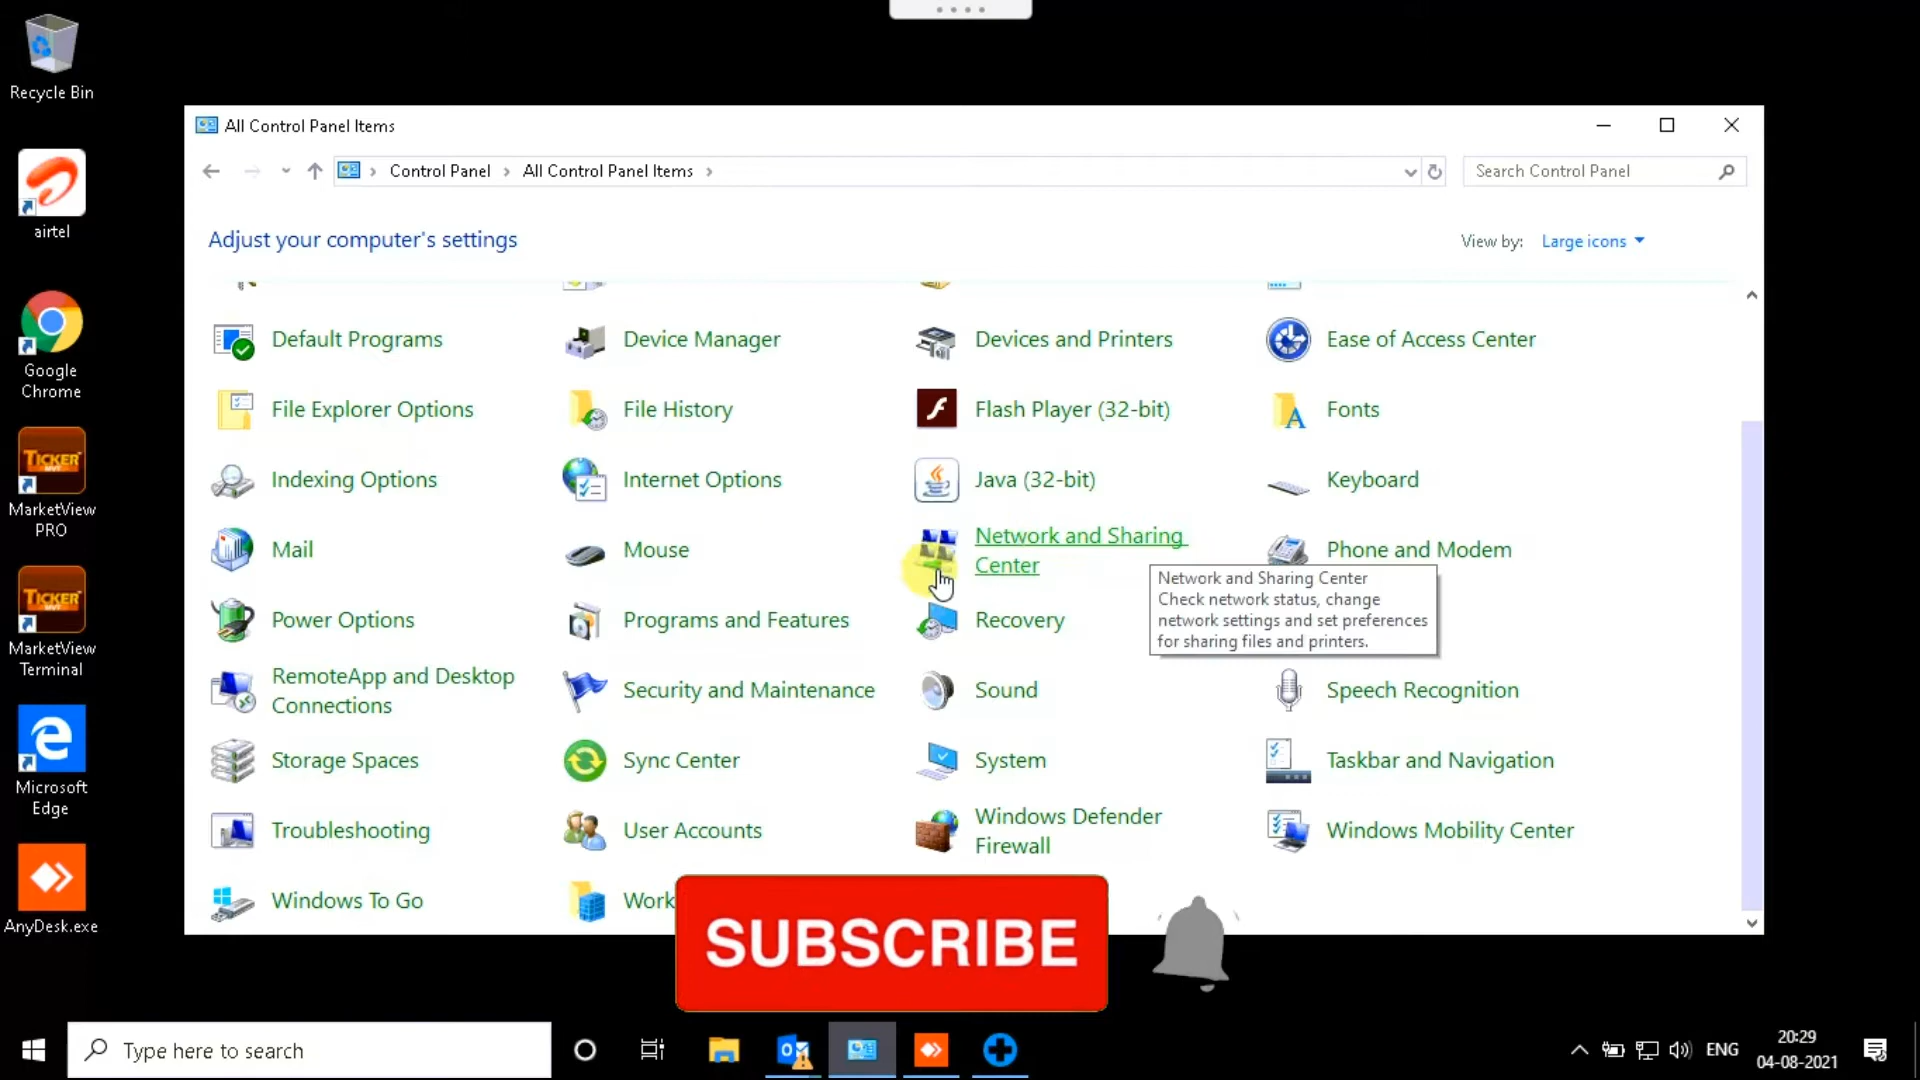 Recycle Bin
airtel
Google
Chrome
TICKER
MarketView
PRO
TICKER
MarketView
Terminal
Microsoft
Edge
AnyDesk.exe
All Control Panel Items
Control Panel
All Control Panel Items
Search Control Panel
Adjust your computer's settings
View by:
Large icons
Default Programs
Device Manager
Devices and Printers
Ease of Access Center
File Explorer Options
File History
Flash Player (32-bit)
Fonts
Indexing Options
Internet Options
Java (32-bit)
Keyboard
Mail
Mouse
Network and Sharing
Center
Phone and Modem
Network and Sharing Center
Check network status, change
network settings and set preferences
for sharing files and printers.
Power Options
Programs and Features
Recovery
RemoteApp and Desktop
Connections
Security and Maintenance
Sound
Speech Recognition
Storage Spaces
Sync Center
System
Taskbar and Navigation
Troubleshooting
User Accounts
Windows Defender
Firewall
Windows Mobility Center
Windows To Go
Work
SUBSCRIBE
Type here to search
ENG
20:29
04-08-2021